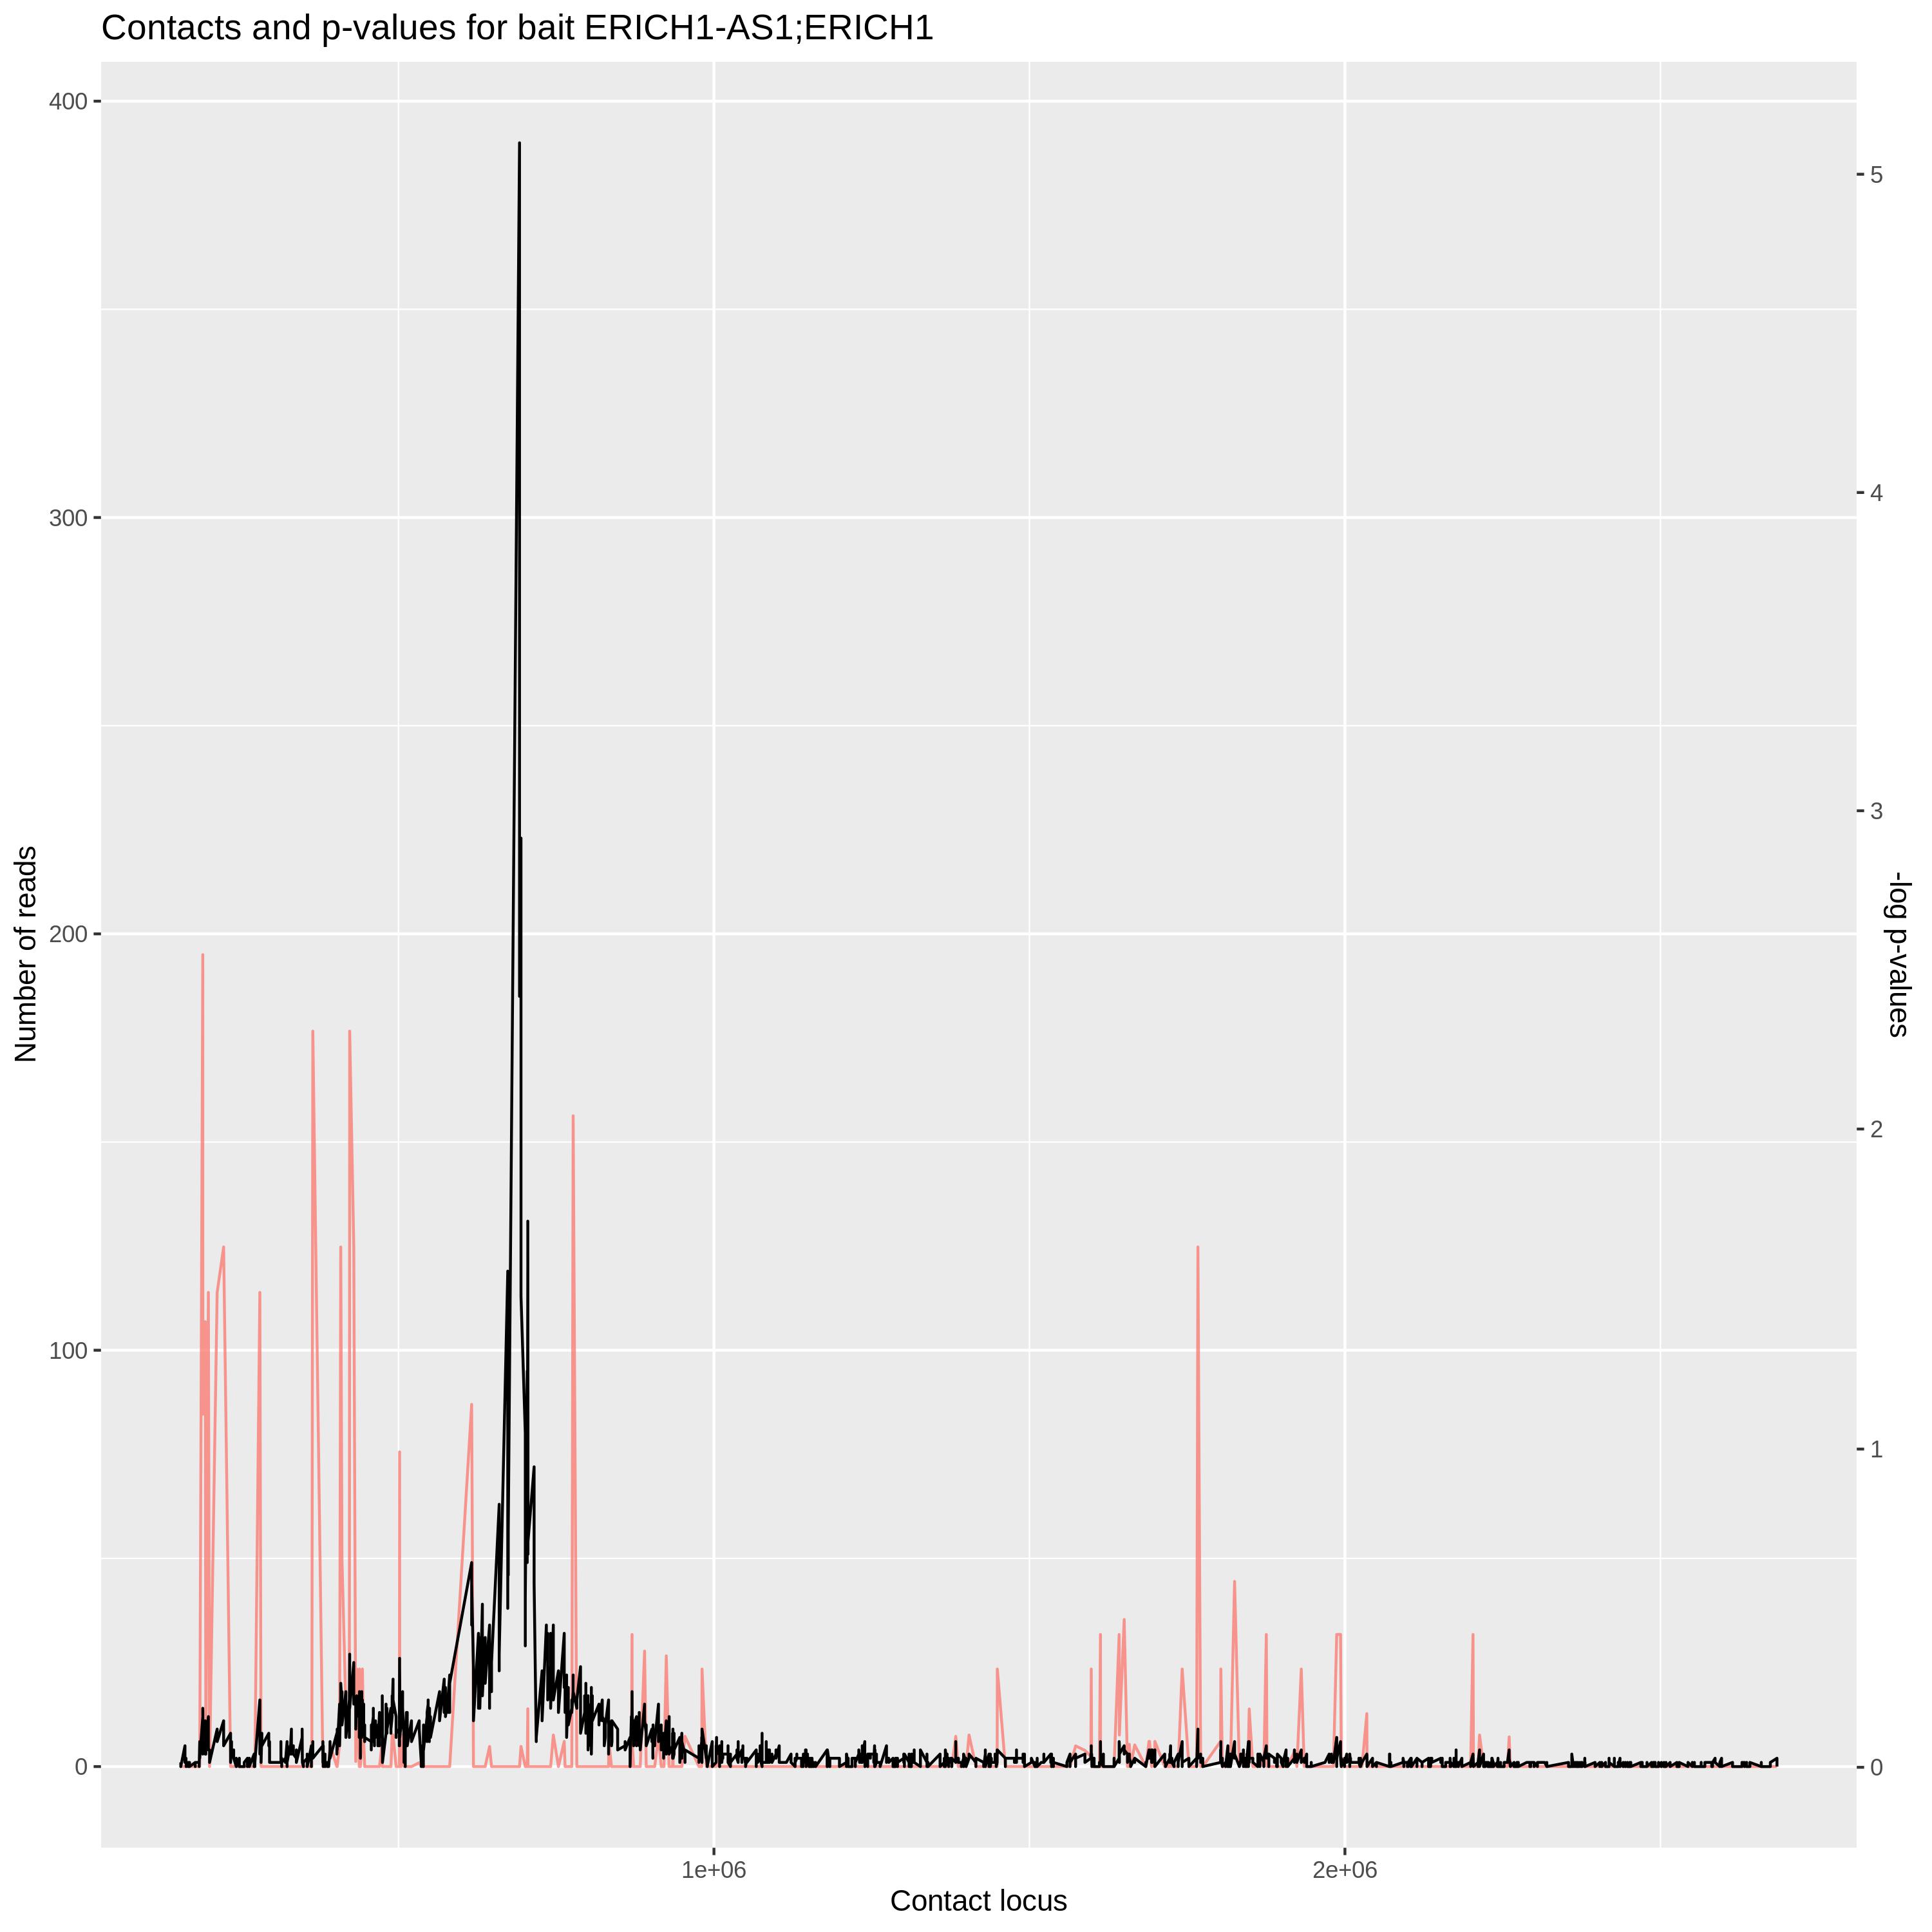 Contacts and p-values for bait ERICH1-AS1;ERICH1
400
300
200
100
0
Number of reads
5
4
3
2
1
0
-log p-values
1e+06
2e+06
Contact locus